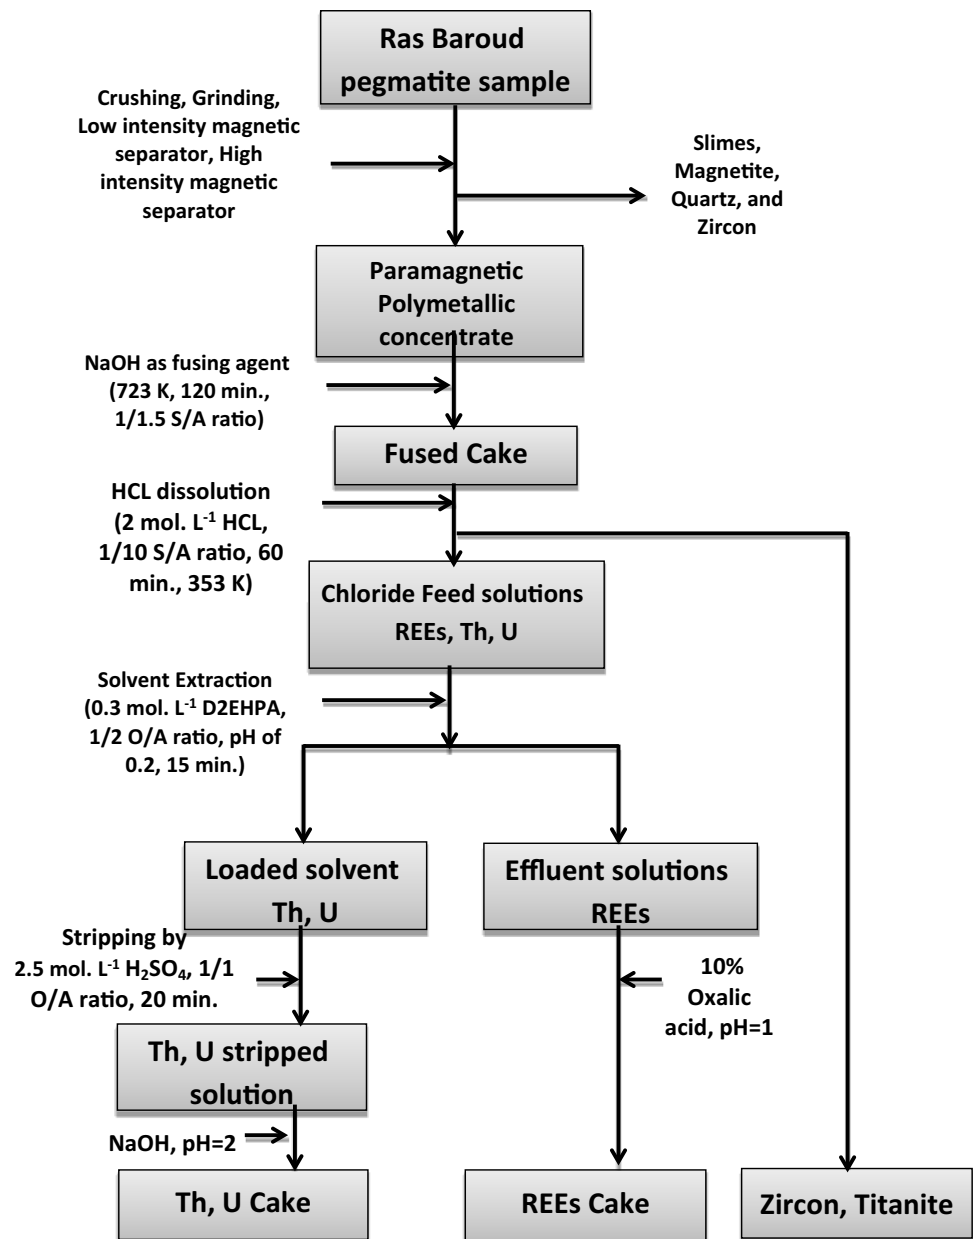 Ras Baroud
pegmatite sample
Crushing, Grinding,
Low intensity magnetic
separator, High
intensity magnetic
separator
Slimes,
Magnetite,
Quartz, and
Zircon
Paramagnetic
Polymetallic
concentrate
NaOH as fusing agent
(723 K, 120 min.,
1/1.5 S/A ratio)
Fused Cake
HCL dissolution
(2 mol. L⁻¹ HCL,
1/10 S/A ratio, 60
min., 353 K)
Chloride Feed solutions
REEs, Th, U
Solvent Extraction
(0.3 mol. L⁻¹ D2EHPA,
1/2 O/A ratio, pH of
0.2, 15 min.)
Loaded solvent
Th, U
Effluent solutions
REEs
Stripping by
2.5 mol. L⁻¹ H₂SO₄, 1/1
O/A ratio, 20 min.
10%
Oxalic
acid, pH=1
Th, U stripped
solution
NaOH, pH=2
Th, U Cake
REEs Cake
Zircon, Titanite